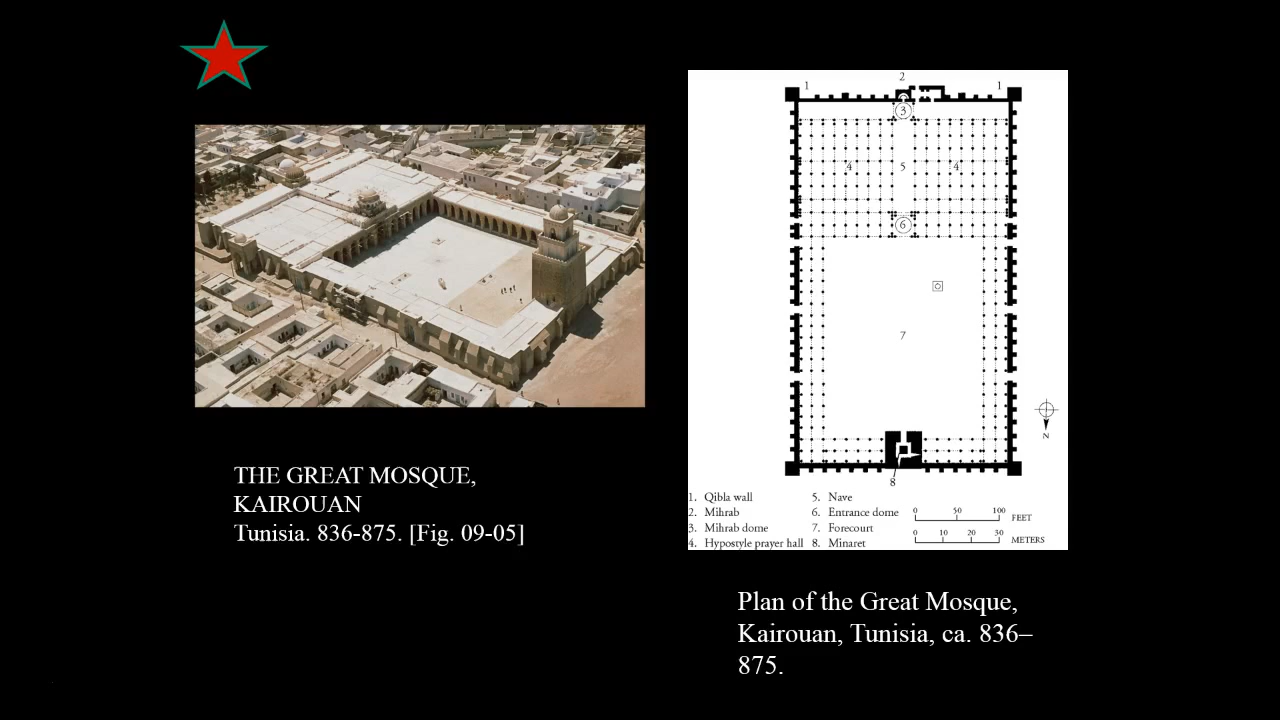 THE GREAT MOSQUE,
KAIROUAN
Tunisia. 836-875. [Fig. 09-05]
1
2
1
3
4
5
4
6
7
8
N
1. Qibla wall
2. Mihrab
3. Mihrab dome
4. Hypostyle prayer hall
5. Nave
6. Entrance dome
7. Forecourt
8. Minaret
0 50 100 FEET
0 10 20 30 METERS
Plan of the Great Mosque,
Kairouan, Tunisia, ca. 836–
875.